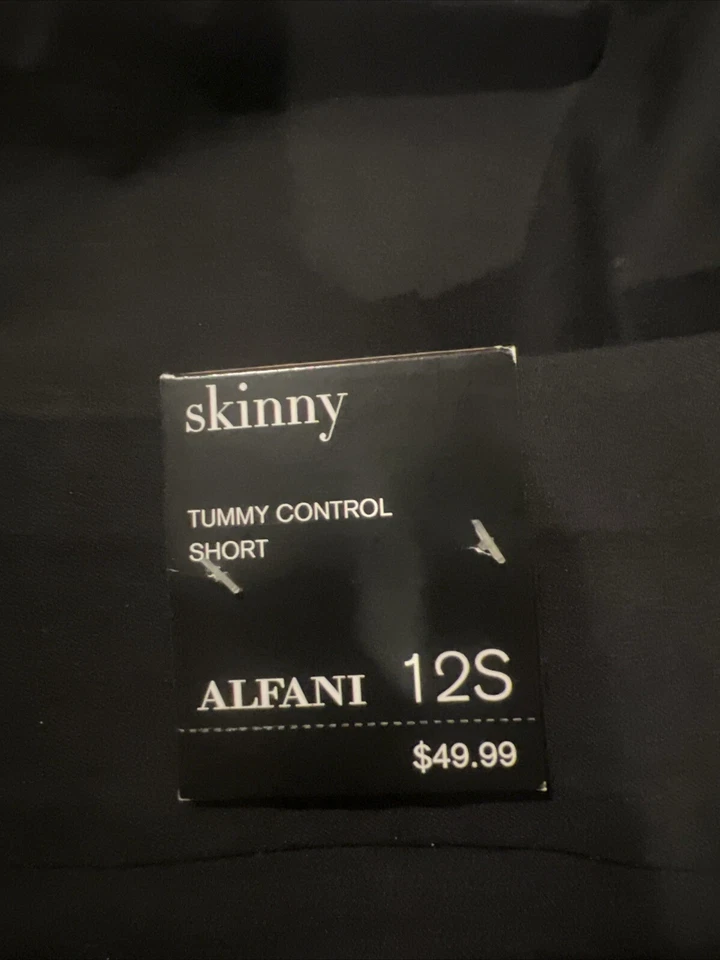 skinny
TUMMY CONTROL
SHORT
ALFANI 12S
$49.99